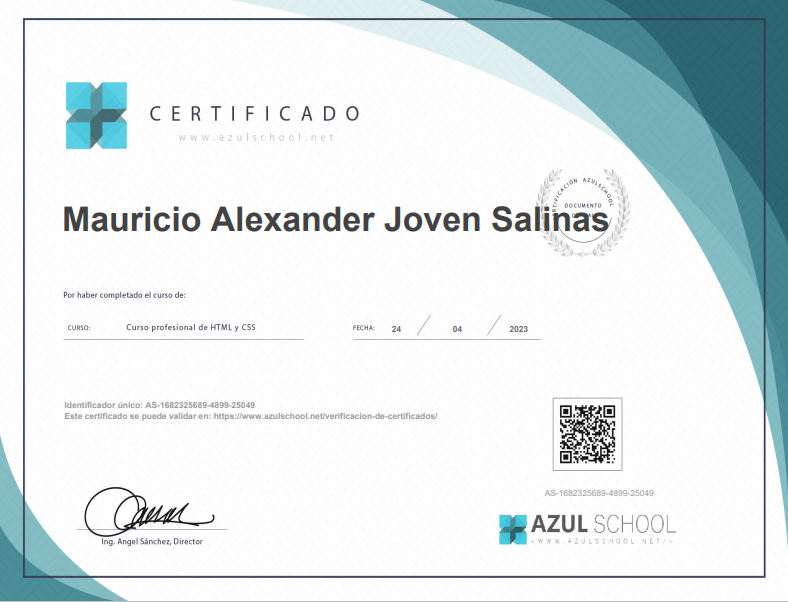 CERTIFICADO
www.azulschool.net
CERTIFICACIÓN AZULSCHOOL
DOCUMENTO
Mauricio Alexander Joven Salinas
Por haber completado el curso de:
CURSO: Curso profesional de HTML y CSS
FECHA: 24 / 04 / 2023
Identificador único: AS-1682325689-4899-25049
Este certificado se puede validar en: https://www.azulschool.net/verificacion-de-certificados/
AS-1682325689-4899-25049
AZUL SCHOOL
<WWW.AZULSCHOOL.NET/>
Ing. Angel Sánchez, Director